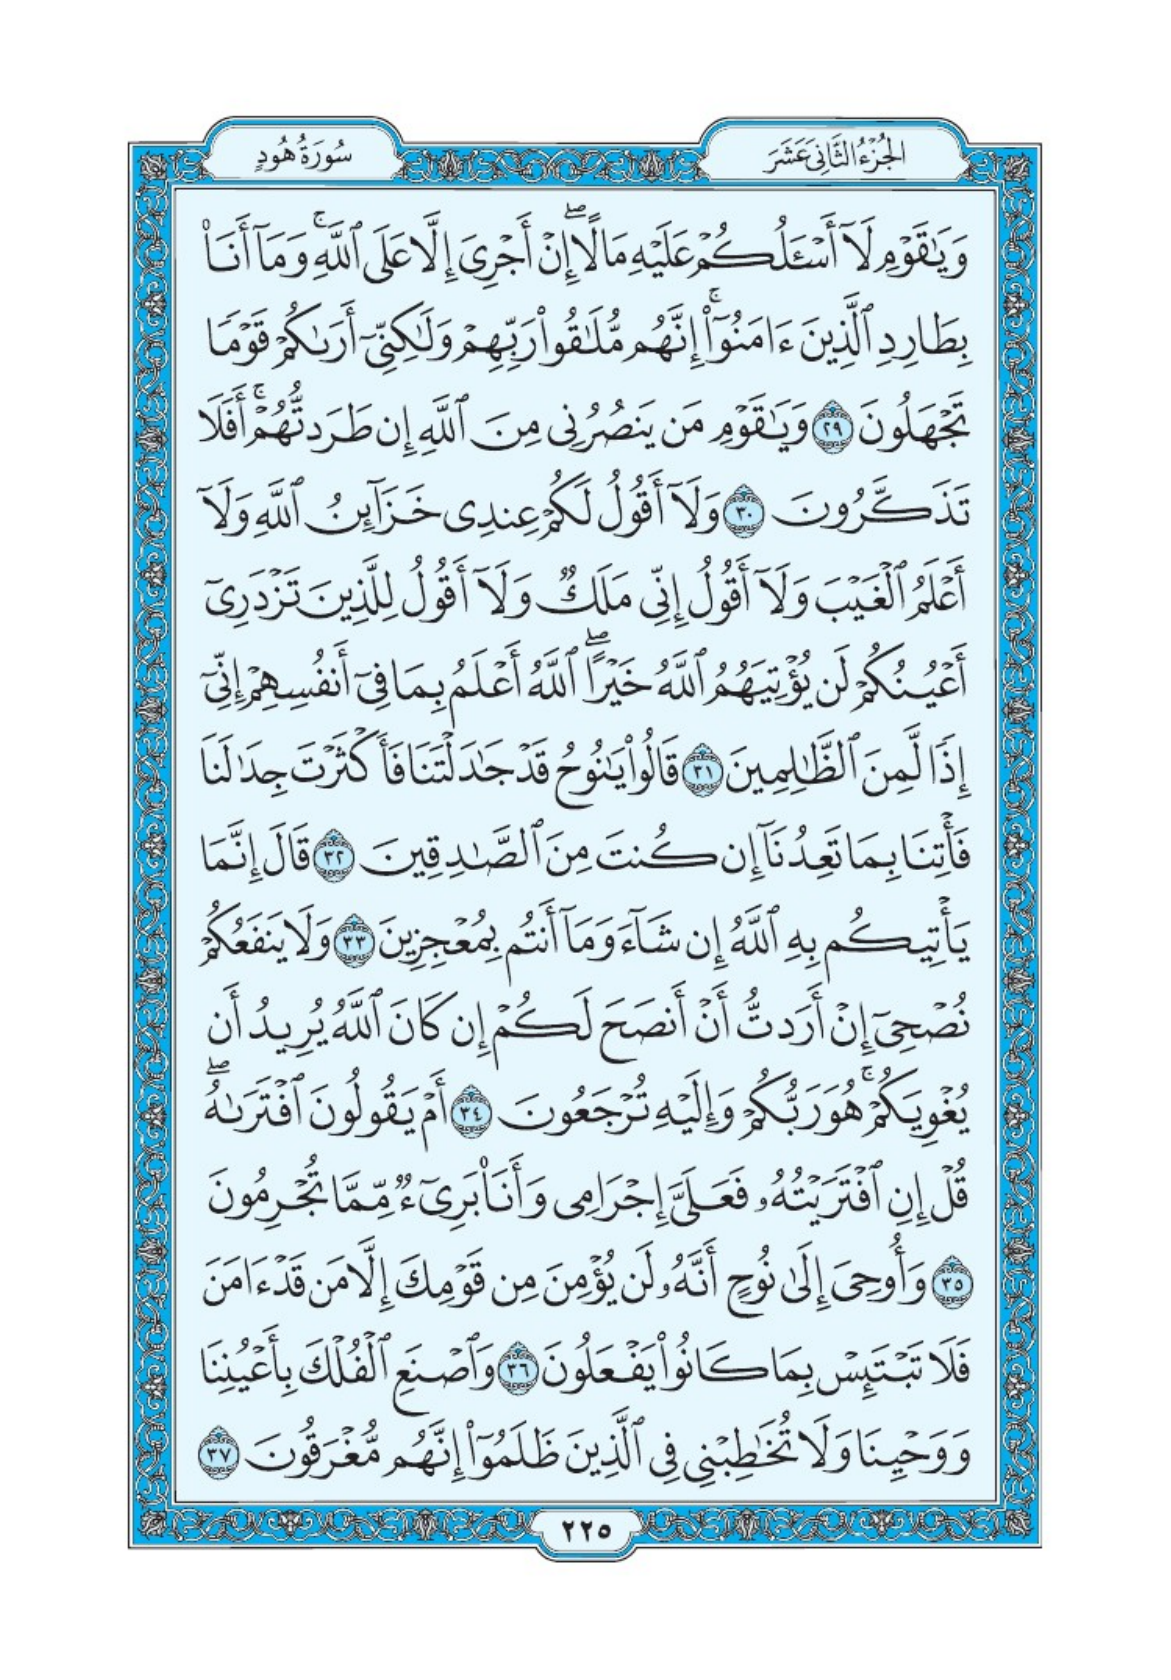 الجُزْءُ الثَّانِي عَشَرَ
سُورَةُ هُودٍ
وَيَٰقَوْمِ لَآ أَسْـَٔلُكُمْ عَلَيْهِ مَالًا ۖ إِنْ أَجْرِىَ إِلَّا عَلَى ٱللَّهِ ۚ وَمَآ أَنَا۠
بِطَارِدِ ٱلَّذِينَ ءَامَنُوٓا۟ ۚ إِنَّهُم مُّلَٰقُوا۟ رَبِّهِمْ وَلَٰكِنِّىٓ أَرَىٰكُمْ قَوْمًا
تَجْهَلُونَ ٢٩ وَيَٰقَوْمِ مَن يَنصُرُنِى مِنَ ٱللَّهِ إِن طَرَدتُّهُمْ ۚ أَفَلَا
تَذَكَّرُونَ ٣٠ وَلَآ أَقُولُ لَكُمْ عِندِى خَزَآئِنُ ٱللَّهِ وَلَآ
أَعْلَمُ ٱلْغَيْبَ وَلَآ أَقُولُ إِنِّى مَلَكٌ وَلَآ أَقُولُ لِلَّذِينَ تَزْدَرِىٓ
أَعْيُنُكُمْ لَن يُؤْتِيَهُمُ ٱللَّهُ خَيْرًا ۖ ٱللَّهُ أَعْلَمُ بِمَا فِىٓ أَنفُسِهِمْ إِنِّىٓ
إِذًا لَّمِنَ ٱلظَّٰلِمِينَ ٣١ قَالُوا۟ يَٰنُوحُ قَدْ جَٰدَلْتَنَا فَأَكْثَرْتَ جِدَٰلَنَا
فَأْتِنَا بِمَا تَعِدُنَآ إِن كُنتَ مِنَ ٱلصَّٰدِقِينَ ٣٢ قَالَ إِنَّمَا
يَأْتِيكُم بِهِ ٱللَّهُ إِن شَآءَ وَمَآ أَنتُم بِمُعْجِزِينَ ٣٣ وَلَا يَنفَعُكُمْ
نُصْحِىٓ إِنْ أَرَدتُّ أَنْ أَنصَحَ لَكُمْ إِن كَانَ ٱللَّهُ يُرِيدُ أَن
يُغْوِيَكُمْ ۚ هُوَ رَبُّكُمْ وَإِلَيْهِ تُرْجَعُونَ ٣٤ أَمْ يَقُولُونَ ٱفْتَرَىٰهُ ۖ
قُلْ إِنِ ٱفْتَرَيْتُهُۥ فَعَلَىَّ إِجْرَامِى وَأَنَا۠ بَرِىٓءٌ مِّمَّا تُجْرِمُونَ
٣٥ وَأُوحِىَ إِلَىٰ نُوحٍ أَنَّهُۥ لَن يُؤْمِنَ مِن قَوْمِكَ إِلَّا مَن قَدْ ءَامَنَ
فَلَا تَبْتَئِسْ بِمَا كَانُوا۟ يَفْعَلُونَ ٣٦ وَٱصْنَعِ ٱلْفُلْكَ بِأَعْيُنِنَا
وَوَحْيِنَا وَلَا تُخَٰطِبْنِى فِى ٱلَّذِينَ ظَلَمُوٓا۟ إِنَّهُم مُّغْرَقُونَ ٣٧
٢٢٥